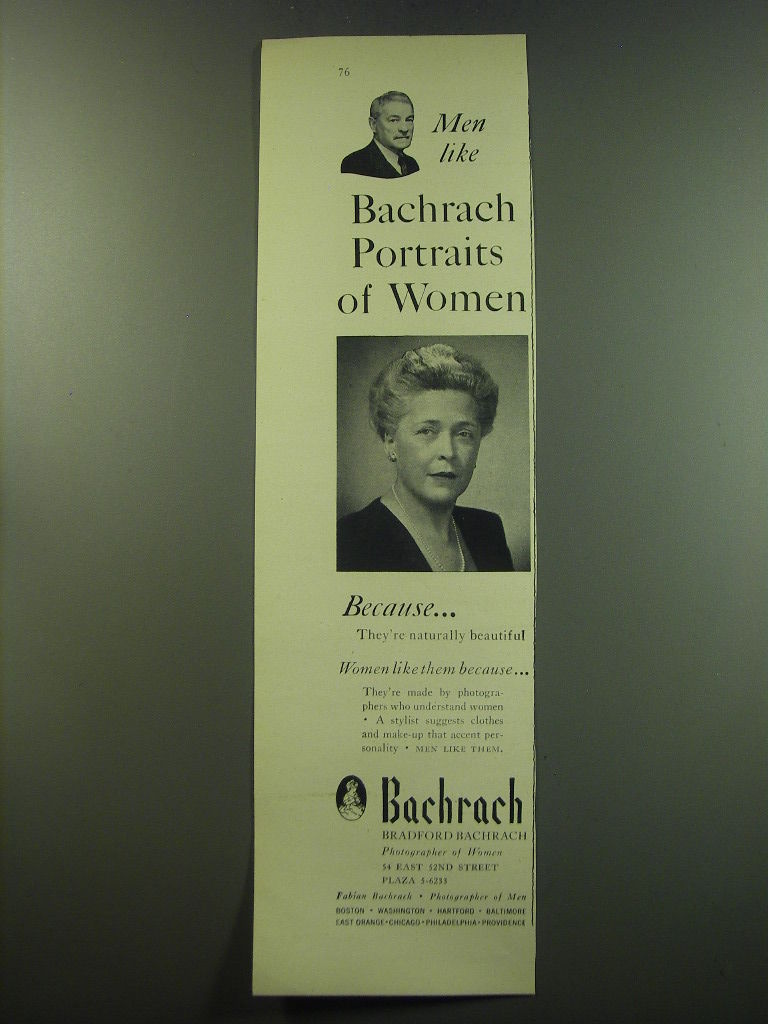 76
Men
like
Bachrach
Portraits
of Women
Because...
They're naturally beautiful
Women like them because...
They're made by photogra-
phers who understand women
• A stylist suggests clothes
and make-up that accent per-
sonality • MEN LIKE THEM.
Bachrach
BRADFORD BACHRACH
Photographer of Women
54 EAST 52ND STREET
PLAZA 5-6233
Fabian Bachrach • Photographer of Men
BOSTON • WASHINGTON • HARTFORD • BALTIMORE
EAST ORANGE • CHICAGO • PHILADELPHIA • PROVIDENCE